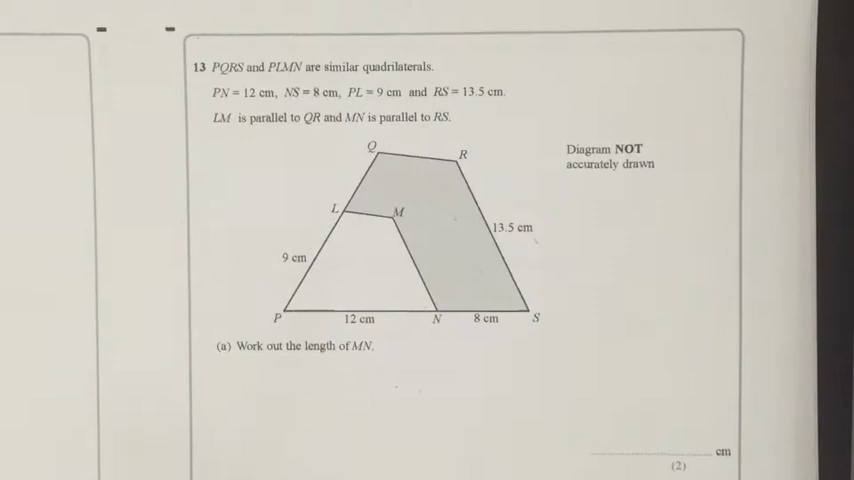 13 PQRS and PLMN are similar quadrilaterals.
PN = 12 cm, NS = 8 cm, PL = 9 cm and RS = 13.5 cm.
LM is parallel to QR and MN is parallel to RS.
Q
R
Diagram NOT
accurately drawn
L
M
13.5 cm
9 cm
P
12 cm
N
8 cm
S
(a) Work out the length of MN.
cm
(2)